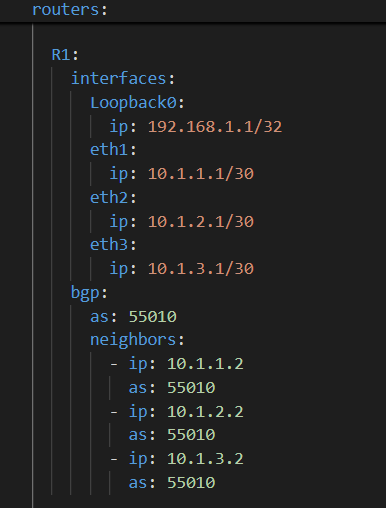 routers:
R1:
interfaces:
Loopback0:
ip: 192.168.1.1/32
eth1:
ip: 10.1.1.1/30
eth2:
ip: 10.1.2.1/30
eth3:
ip: 10.1.3.1/30
bgp:
as: 55010
neighbors:
- ip: 10.1.1.2
as: 55010
- ip: 10.1.2.2
as: 55010
- ip: 10.1.3.2
as: 55010